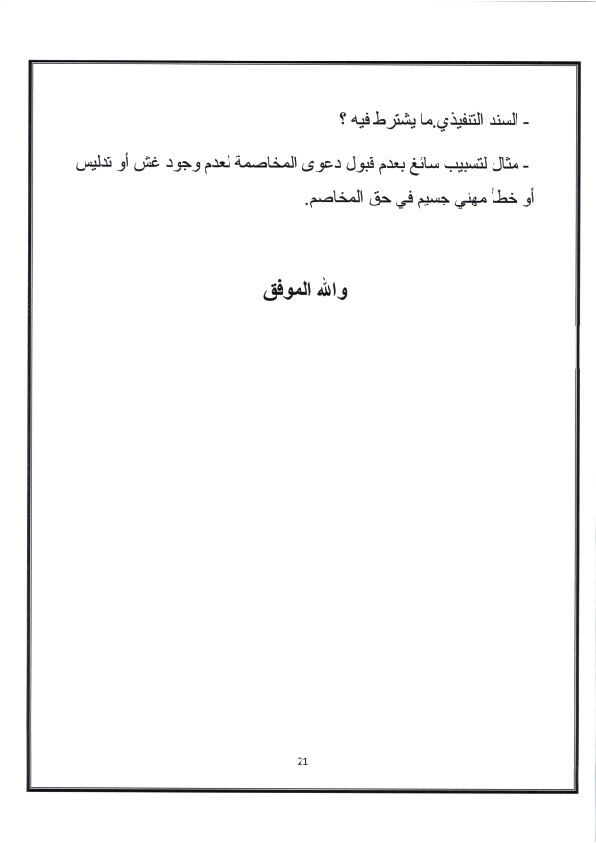 - السند التنفيذي.ما يشترط فيه ؟
- مثال لتسبيب سائغ بعدم قبول دعوى المخاصمة لعدم وجود غش أو تدليس
أو خطأ مهني جسيم في حق المخاصم.
والله الموفق
21